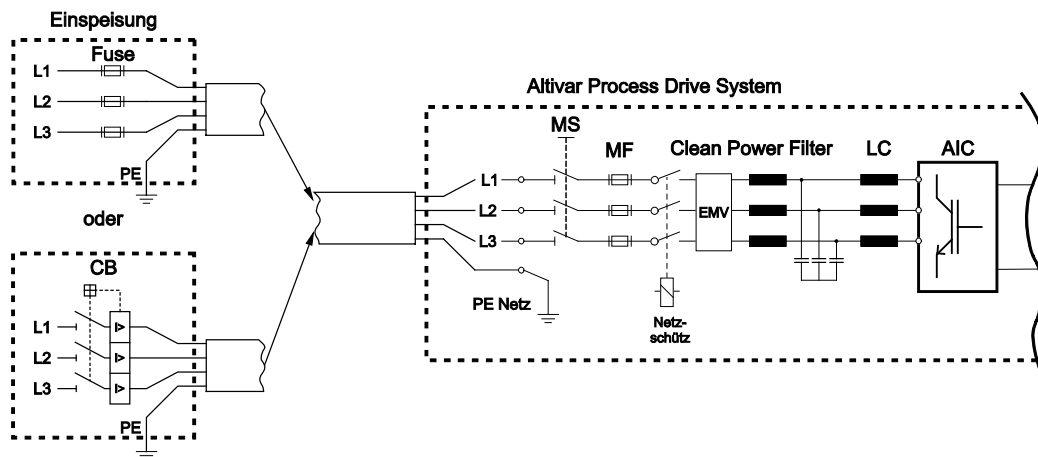 Einspeisung
Fuse
L1
L2
L3
PE
oder
CB
L1
L2
L3
I>
I>
I>
PE
Altivar Process Drive System
MS
MF
Clean Power Filter
LC
AIC
L1
L2
L3
EMV
PE Netz
Netz-
schütz